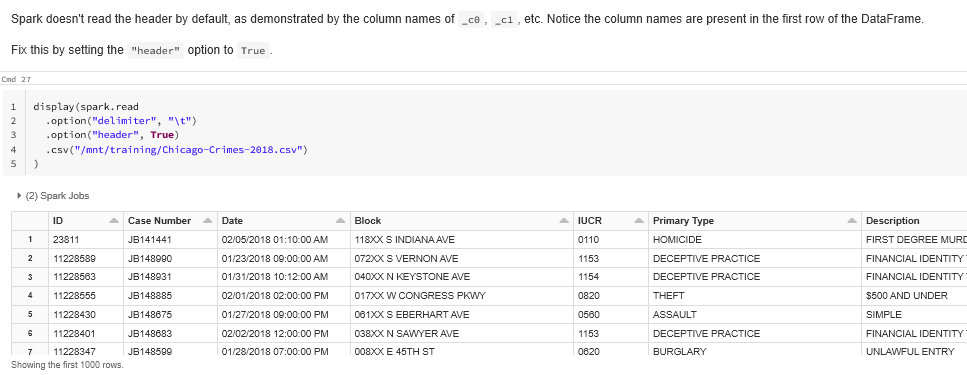 Spark doesn't read the header by default, as demonstrated by the column names of _c0 , _c1 , etc. Notice the column names are present in the first row of the DataFrame.
Fix this by setting the "header" option to True .
Cmd 27
1 display(spark.read
2 .option("delimiter", "\t")
3 .option("header", True)
4 .csv("/mnt/training/Chicago-Crimes-2018.csv")
5 )
(2) Spark Jobs
ID Case Number Date Block IUCR Primary Type Description
1 23811 JB141441 02/05/2018 01:10:00 AM 118XX S INDIANA AVE 0110 HOMICIDE FIRST DEGREE MURD
2 11228589 JB148990 01/23/2018 09:00:00 AM 072XX S VERNON AVE 1153 DECEPTIVE PRACTICE FINANCIAL IDENTITY
3 11228563 JB148931 01/31/2018 10:12:00 AM 040XX N KEYSTONE AVE 1154 DECEPTIVE PRACTICE FINANCIAL IDENTITY
4 11228555 JB148885 02/01/2018 02:00:00 PM 017XX W CONGRESS PKWY 0820 THEFT $500 AND UNDER
5 11228430 JB148675 01/27/2018 09:00:00 PM 061XX S EBERHART AVE 0560 ASSAULT SIMPLE
6 11228401 JB148683 02/02/2018 12:00:00 PM 038XX N SAWYER AVE 1153 DECEPTIVE PRACTICE FINANCIAL IDENTITY
7 11228347 JB148599 01/28/2018 07:00:00 PM 008XX E 45TH ST 0620 BURGLARY UNLAWFUL ENTRY
Showing the first 1000 rows.